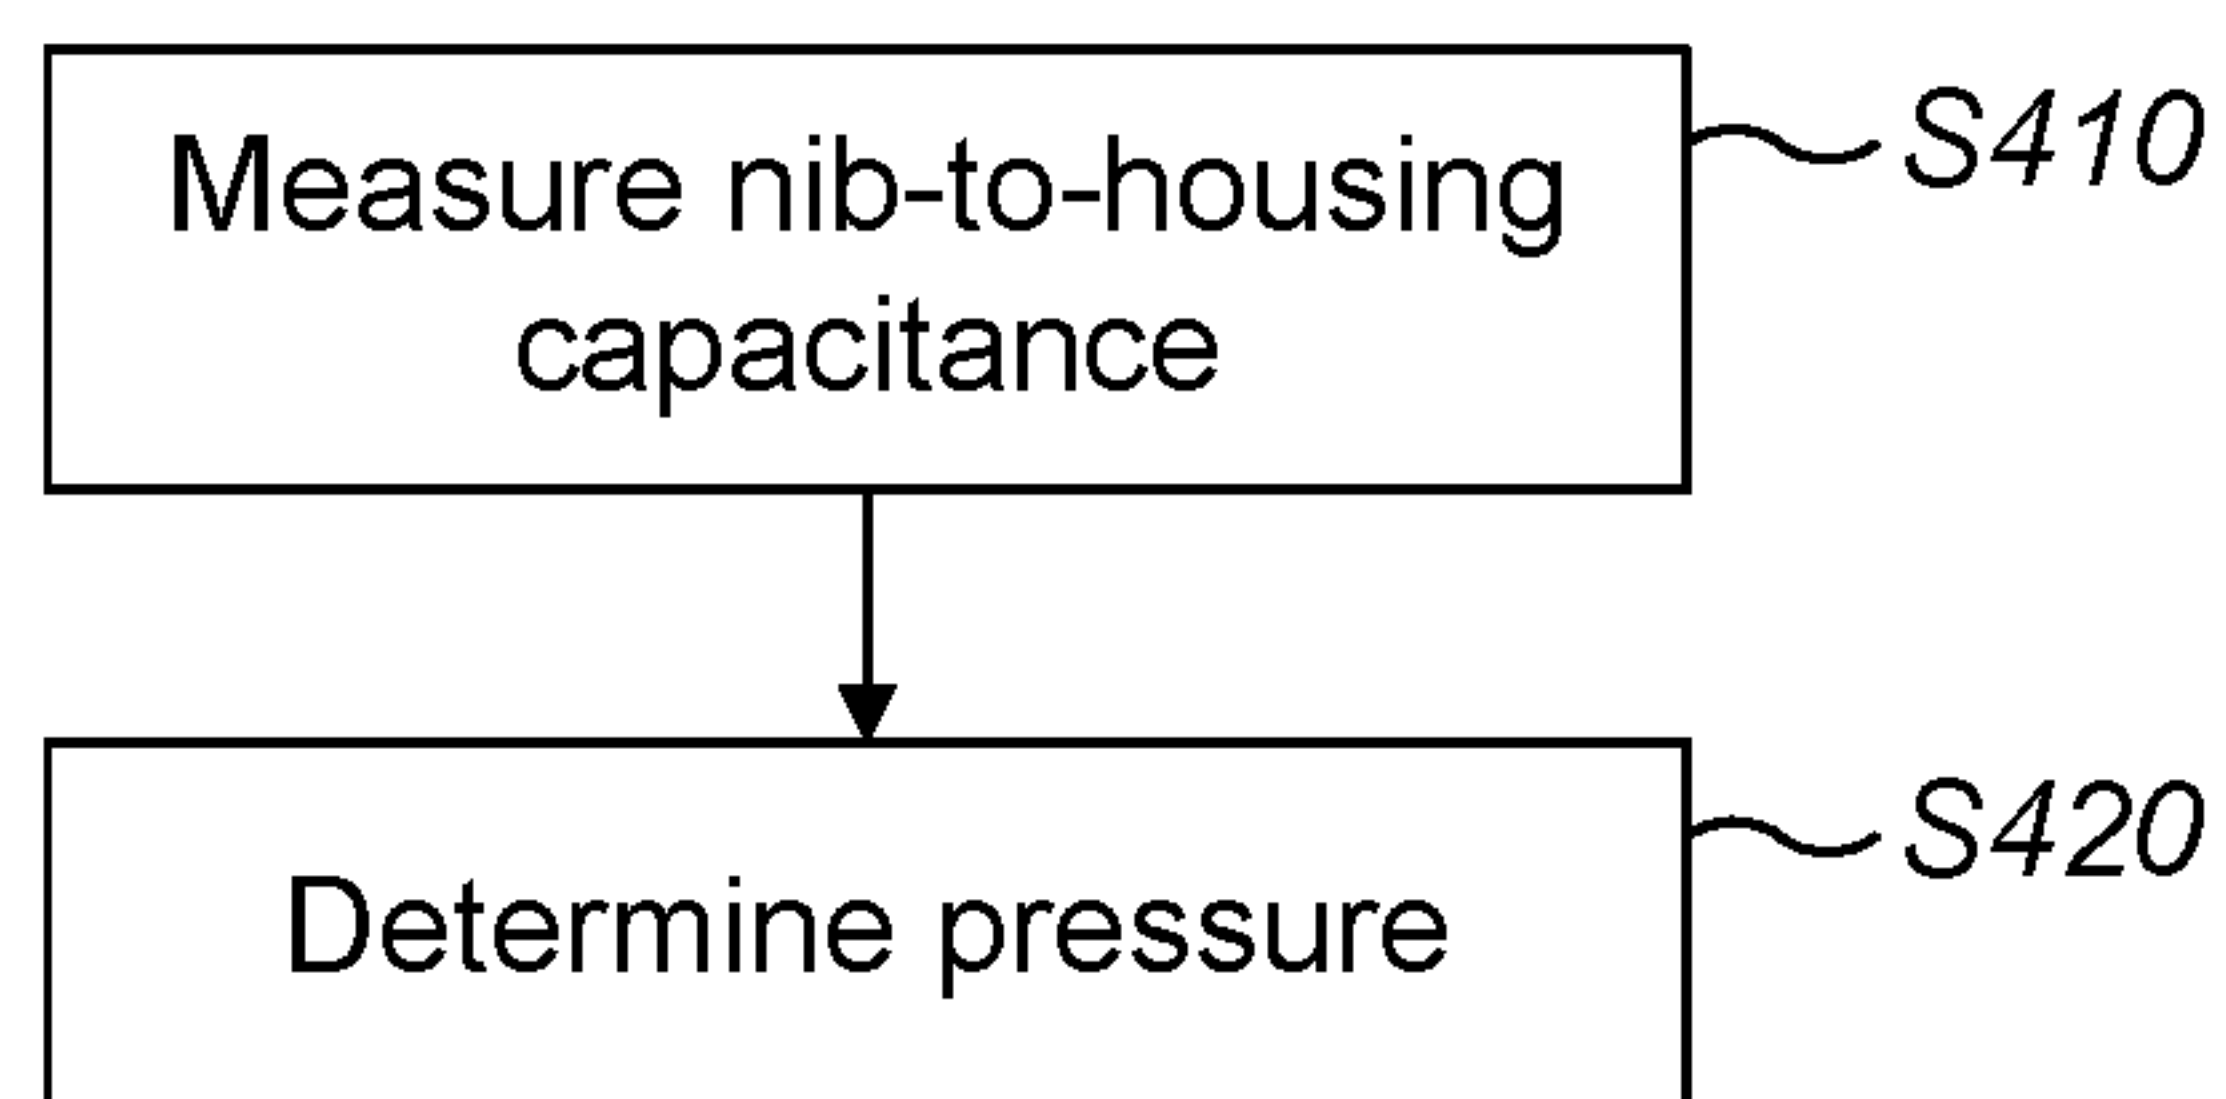 Measure nib-to-housing
capacitance
S410
Determine pressure
S420